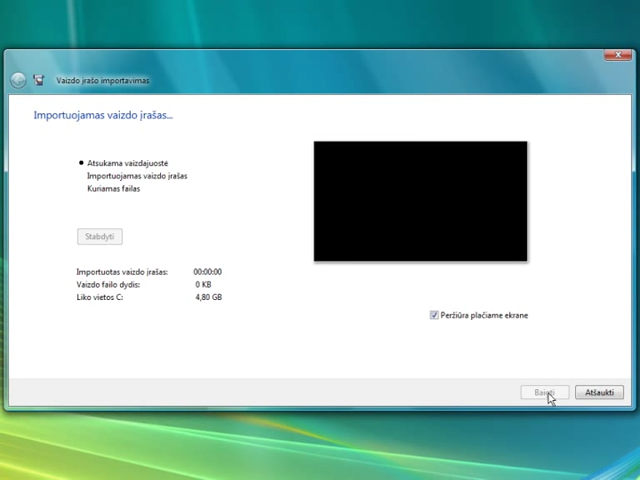 Vaizdo įrašo importavimas
Importuojamas vaizdo įrašas...
Atsukama vaizdajuostė
Importuojamas vaizdo įrašas
Kuriamas failas
Stabdyti
Importuotas vaizdo įrašas: 00:00:00
Vaizdo failo dydis: 0 KB
Liko vietos C: 4,80 GB
Peržiūra plačiame ekrane
Baigti Atšaukti